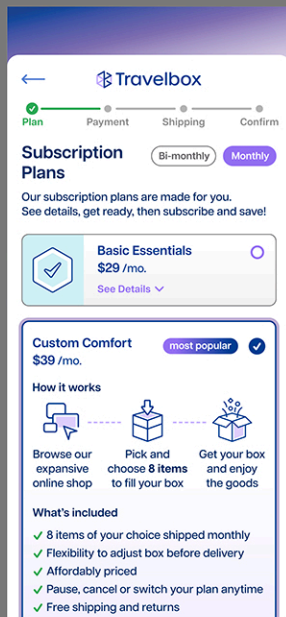 Travelbox
Plan Payment Shipping Confirm
Subscription
Plans
Bi-monthly Monthly
Our subscription plans are made for you.
See details, get ready, then subscribe and save!
Basic Essentials
$29 /mo.
See Details
Custom Comfort
most popular
$39 /mo.
How it works
Browse our
expansive
online shop
Pick and
choose 8 items
to fill your box
Get your box
and enjoy
the goods
What's included
8 items of your choice shipped monthly
Flexibility to adjust box before delivery
Affordably priced
Pause, cancel or switch your plan anytime
Free shipping and returns